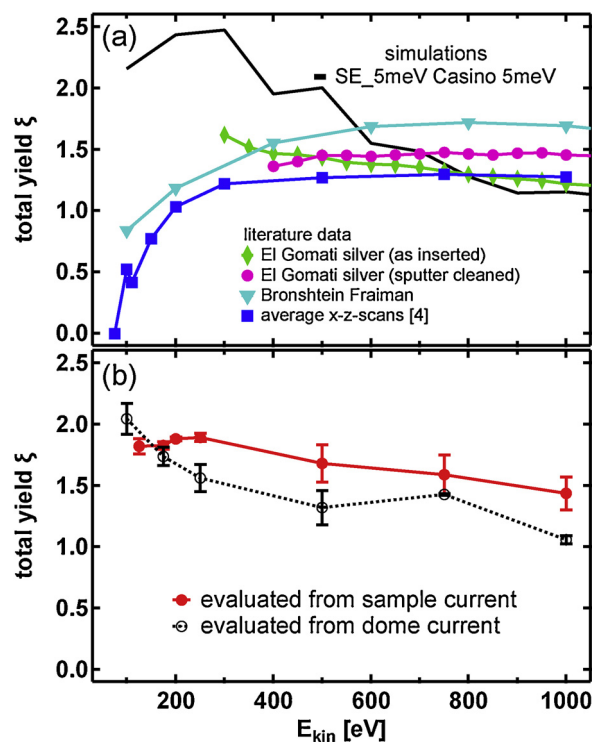 (a)
simulations
SE_5meV Casino 5meV
2.5
2.0
1.5
1.0
0.5
0.0
total yield ξ
literature data
El Gomati silver (as inserted)
El Gomati silver (sputter cleaned)
Bronshtein Fraiman
average x-z-scans [4]
(b)
2.5
2.0
1.5
1.0
0.5
0.0
total yield ξ
evaluated from sample current
evaluated from dome current
200 400 600 800 1000
E_kin [eV]